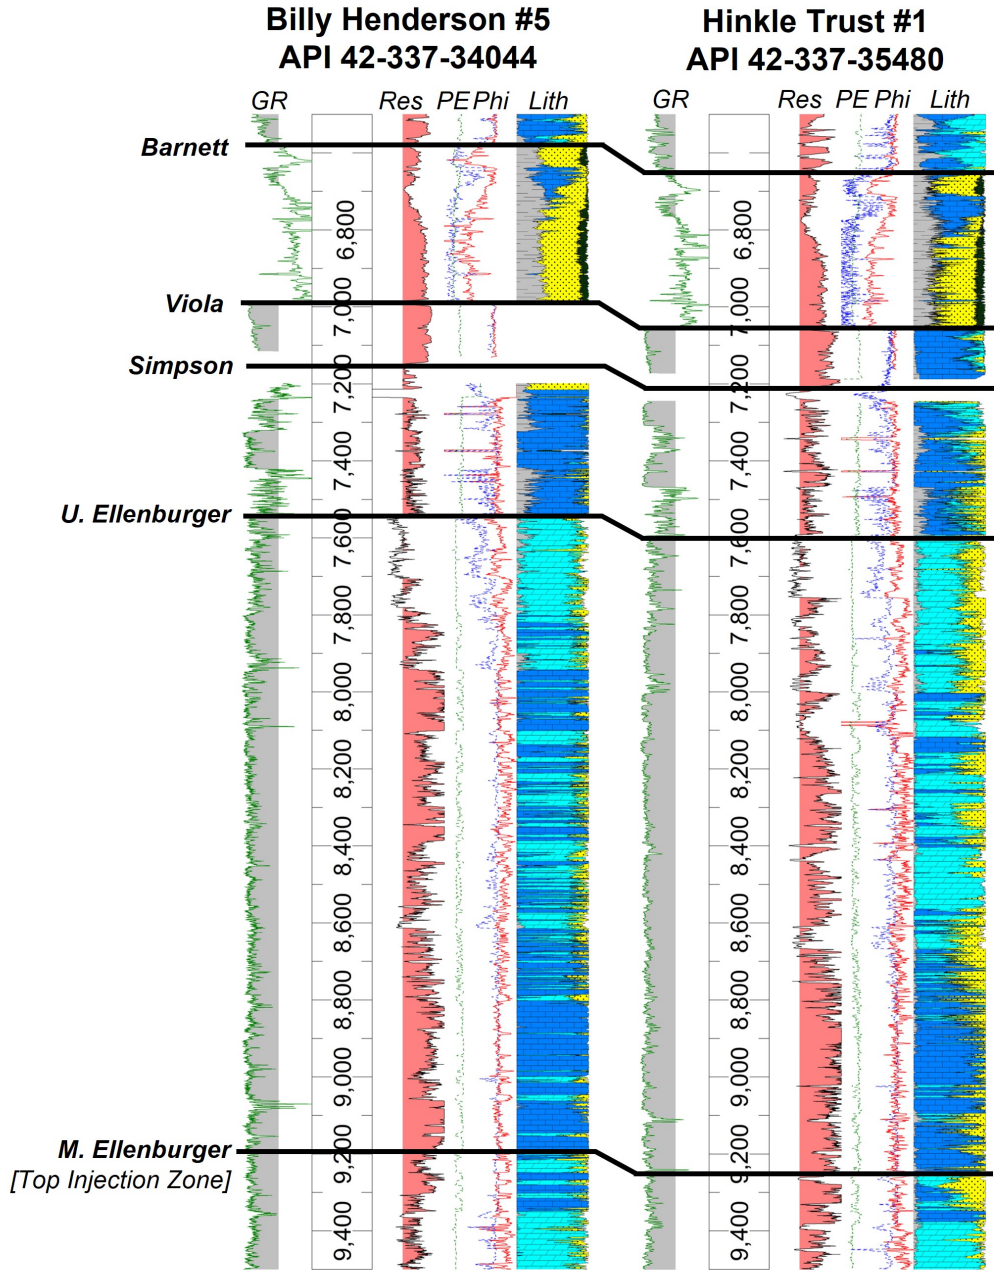 Billy Henderson #5
API 42-337-34044
Hinkle Trust #1
API 42-337-35480
GR Res PE Phi Lith
GR Res PE Phi Lith
Barnett
Viola
Simpson
U. Ellenburger
M. Ellenburger
[Top Injection Zone]
6,800
7,000
7,200
7,400
7,600
7,800
8,000
8,200
8,400
8,600
8,800
9,000
9,200
9,400
6,800
7,000
7,200
7,400
7,600
7,800
8,000
8,200
8,400
8,600
8,800
9,000
9,200
9,400